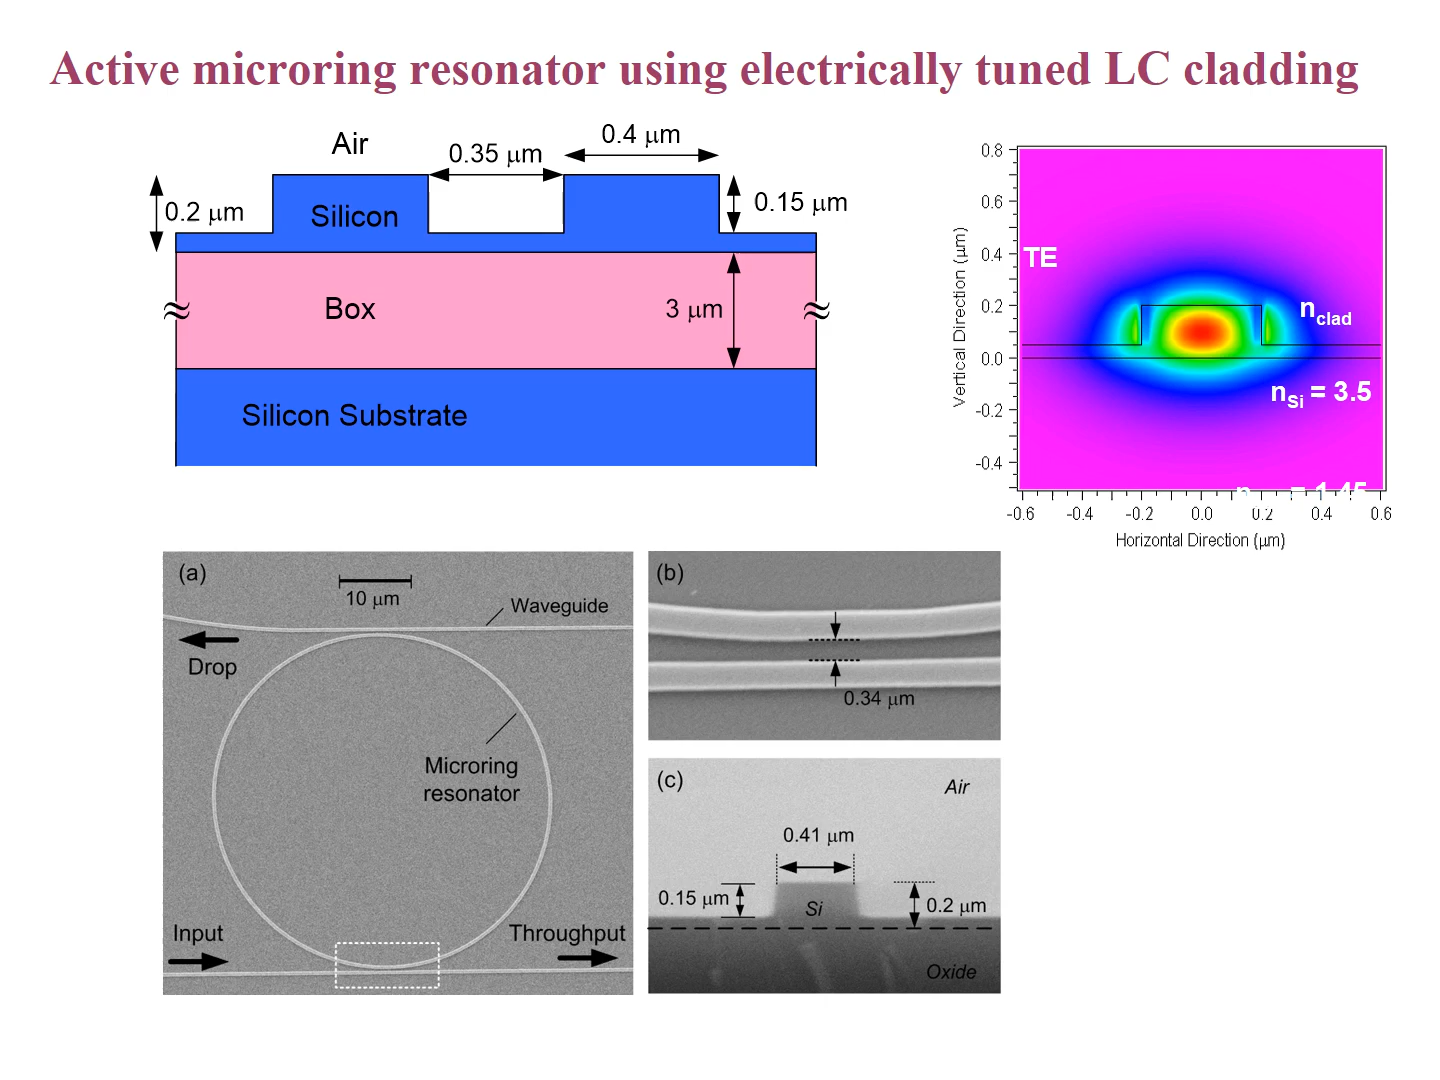 Active microring resonator using electrically tuned LC cladding
Air
0.35 μm
0.4 μm
0.2 μm
Silicon
0.15 μm
Box
3 μm
≈
≈
Silicon Substrate
Vertical Direction (μm)
0.8
0.6
0.4
0.2
0.0
-0.2
-0.4
TE
nclad
nSi = 3.5
= 1.45
-0.6
-0.4
-0.2
0.0
0.2
0.4
0.6
Horizontal Direction (μm)
(a)
10 μm
Waveguide
Drop
Microring
resonator
Input
Throughput
(b)
0.34 μm
(c)
Air
0.41 μm
0.15 μm
Si
0.2 μm
Oxide